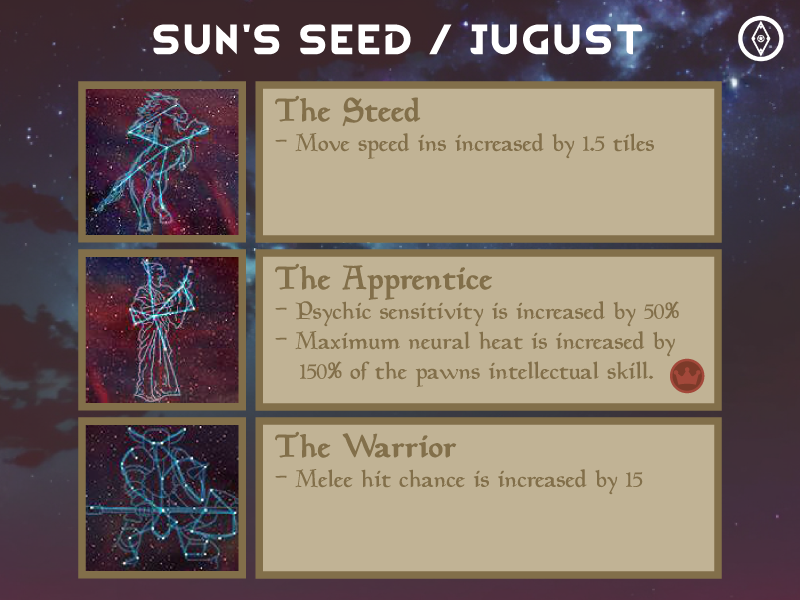 SUN'S SEED / JUGUST
The Steed
- Move speed ins increased by 1.5 tiles
The Apprentice
- Psychic sensitivity is increased by 50%
- Maximum neural heat is increased by
150% of the pawns intellectual skill.
The Warrior
- Melee hit chance is increased by 15